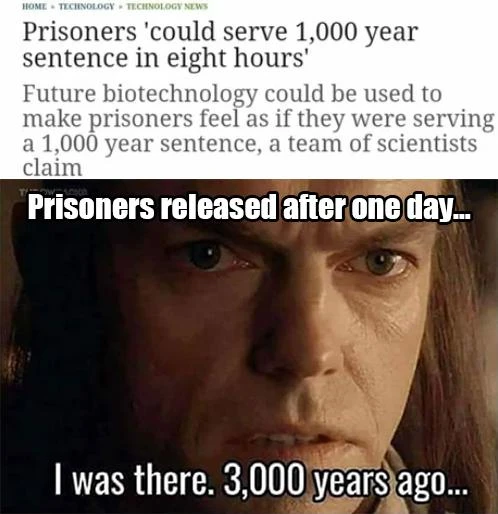 HOME » TECHNOLOGY » TECHNOLOGY NEWS
Prisoners 'could serve 1,000 year
sentence in eight hours'
Future biotechnology could be used to
make prisoners feel as if they were serving
a 1,000 year sentence, a team of scientists
claim
Prisoners released after one day...
I was there. 3,000 years ago...